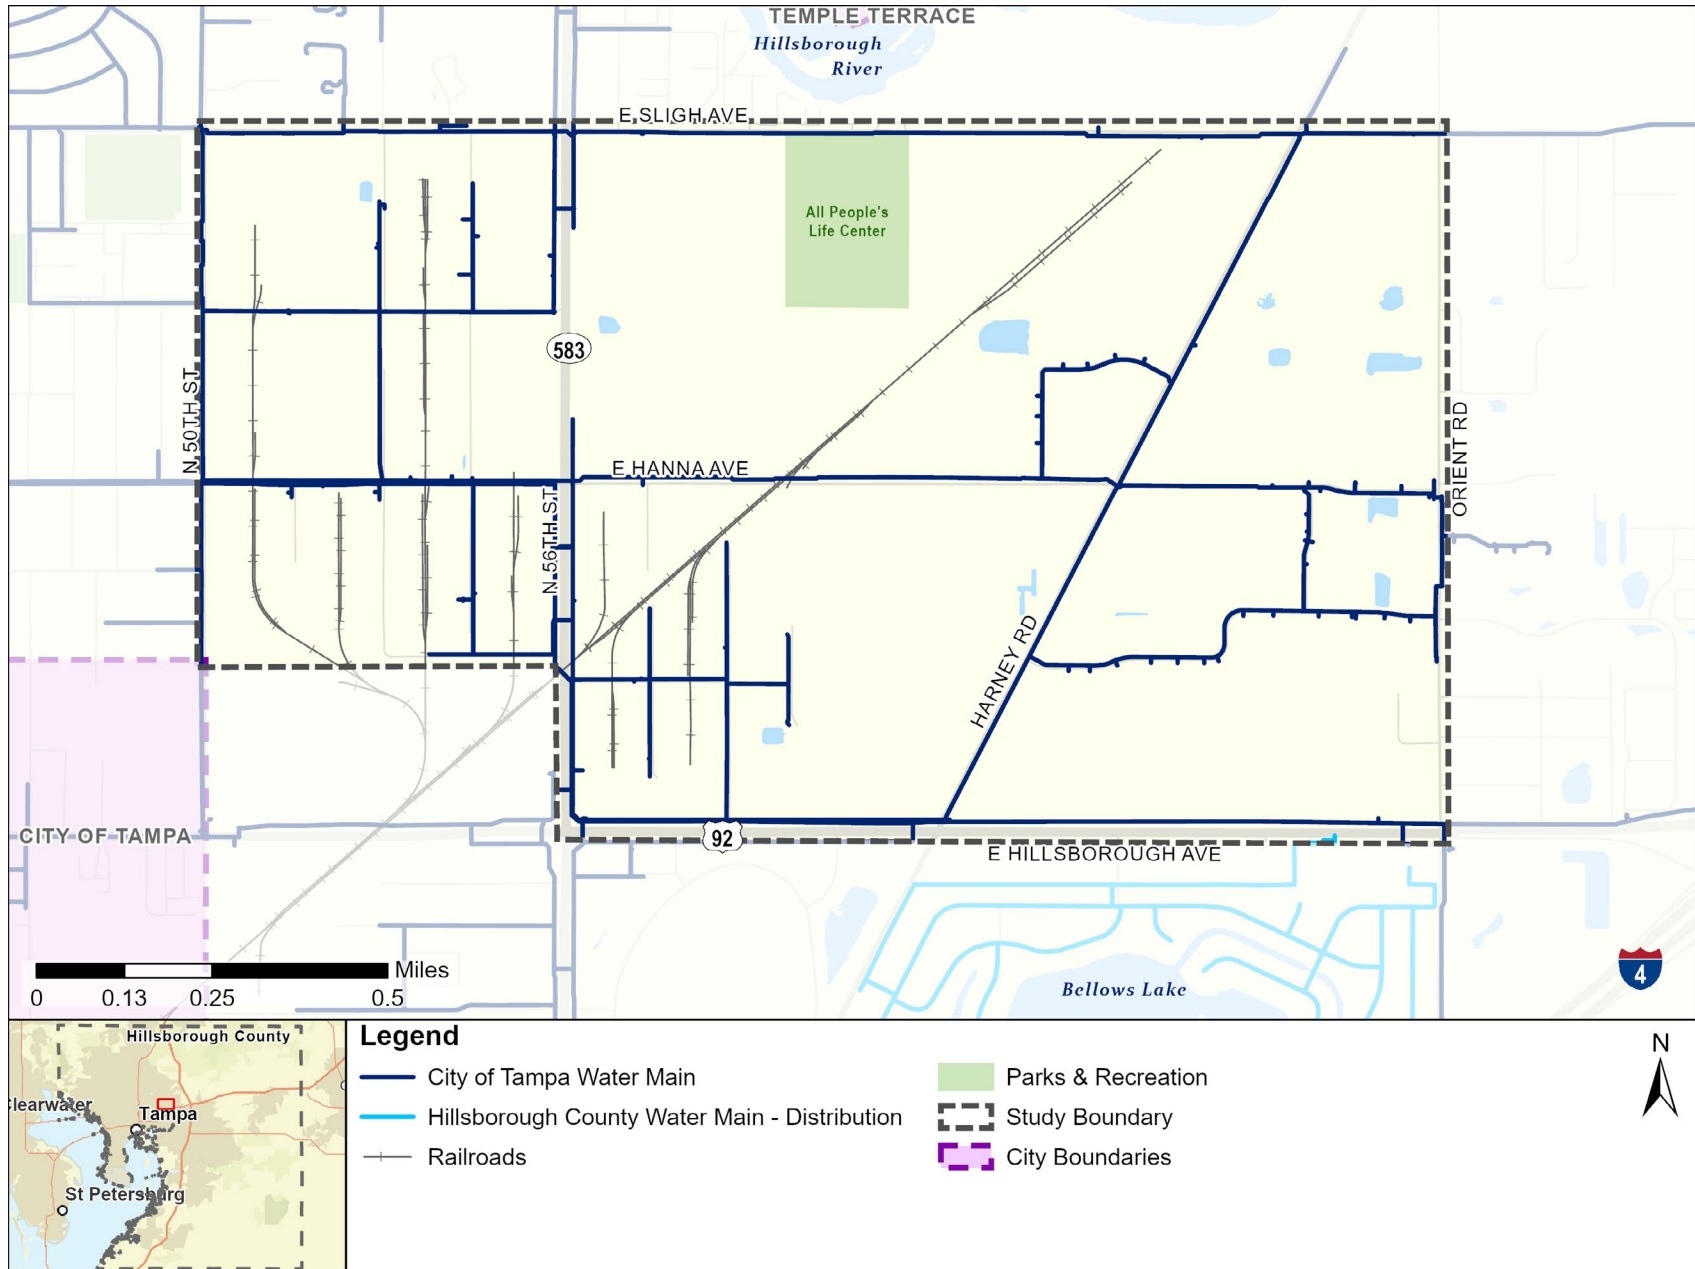 TEMPLE TERRACE
Hillsborough
River
E SLIGH AVE
All People's
Life Center
583
N 50TH ST
E HANNA AVE
ORIENT RD
N 56TH ST
HARNEY RD
CITY OF TAMPA
92
E HILLSBOROUGH AVE
Miles
0 0.13 0.25 0.5
Bellows Lake
4
Hillsborough County
Clearwater
Tampa
St Petersburg
Legend
City of Tampa Water Main
Hillsborough County Water Main - Distribution
Railroads
Parks & Recreation
Study Boundary
City Boundaries
N